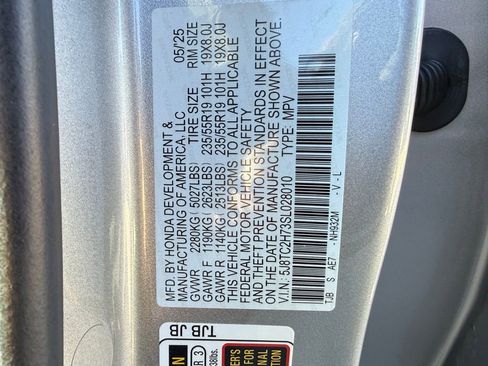 MFD. BY HONDA DEVELOPMENT &
MANUFACTURING OF AMERICA, LLC 05/25
GVWR 2280KG (5027LBS) TIRE SIZE RIM SIZE
GAWR F 1190KG (2623LBS) 235/55R19 101H 19X8.0J
GAWR R 1140KG (2513LBS) 235/55R19 101H 19X8.0J
THIS VEHICLE CONFORMS TO ALL APPLICABLE
FEDERAL MOTOR VEHICLE SAFETY
AND THEFT PREVENTION STANDARDS IN EFFECT
ON THE DATE OF MANUFACTURE SHOWN ABOVE.
V.I.N.: 5J8TC2H73SL028010 TYPE: MPV
TJB S AE7 NH932M - V - L
TJB JB